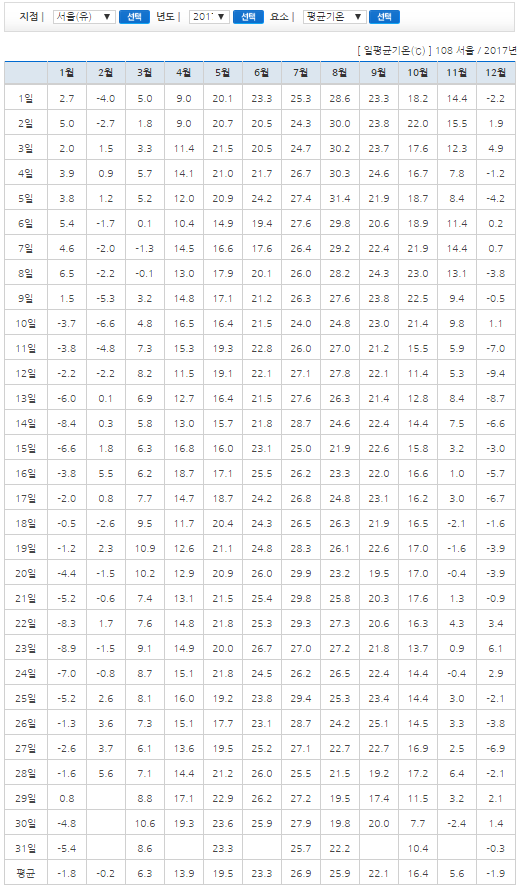 지점 | 서울(유) ▼ 선택 년도 | 201 ▼ 선택 요소 > 평균기온 ▼ 선택
[ 일평균기온(℃) ] 108 서울 / 2017년
1월 2월 3월 4월 5월 6월 7월 8월 9월 10월 11월 12월
1일 2.7 -4.0 5.0 9.0 20.1 23.3 25.3 28.6 23.3 18.2 14.4 -2.2
2일 5.0 -2.7 1.8 9.0 20.7 20.5 24.3 30.0 23.8 22.0 15.5 1.9
3일 2.0 1.5 3.3 11.4 21.5 20.5 24.7 30.2 23.7 17.6 12.3 4.9
4일 3.9 0.9 5.7 14.1 21.0 21.7 26.7 30.3 24.6 16.7 7.8 -1.2
5일 3.8 1.2 5.2 12.0 20.9 24.2 27.4 31.4 21.9 18.7 8.4 -4.2
6일 5.4 -1.7 0.1 10.4 14.9 19.4 27.6 29.8 20.6 18.9 11.4 0.2
7일 4.6 -2.0 -1.3 14.5 16.6 17.6 26.4 29.2 22.4 21.9 14.4 0.7
8일 6.5 -2.2 -0.1 13.0 17.9 20.1 26.0 28.2 24.3 23.0 13.1 -3.8
9일 1.5 -5.3 3.2 14.8 17.1 21.2 26.3 27.6 23.8 22.5 9.4 -0.5
10일 -3.7 -6.6 4.8 16.5 16.4 21.5 24.0 24.8 23.0 21.4 9.8 1.1
11일 -3.8 -4.8 7.3 15.3 19.3 22.8 26.0 27.0 21.2 15.5 5.9 -7.0
12일 -2.2 -2.2 8.2 11.5 19.1 22.1 27.1 27.8 22.1 11.4 5.3 -9.4
13일 -6.0 0.1 6.9 12.7 16.4 21.5 27.6 26.3 21.4 12.8 8.4 -8.7
14일 -8.4 0.3 5.8 13.0 15.7 21.8 28.7 24.6 22.4 14.4 7.5 -6.6
15일 -6.6 1.8 6.3 16.8 16.0 23.1 25.0 21.9 22.6 15.8 3.2 -3.0
16일 -3.8 5.5 6.2 18.7 17.1 25.5 26.2 23.3 22.0 16.6 1.0 -5.7
17일 -2.0 0.8 7.7 14.7 18.7 24.2 26.8 24.8 23.1 16.2 3.0 -6.7
18일 -0.5 -2.6 9.5 11.7 20.4 24.3 26.5 26.3 21.9 16.5 -2.1 -1.6
19일 -1.2 2.3 10.9 12.6 21.1 24.8 28.3 26.1 22.6 17.0 -1.6 -3.9
20일 -4.4 -1.5 10.2 12.9 20.9 26.0 29.9 23.2 19.5 17.0 -0.4 -3.9
21일 -5.2 -0.6 7.4 13.1 21.5 25.4 29.8 25.8 20.3 17.6 1.3 -0.9
22일 -8.3 1.7 7.6 14.8 21.8 25.3 29.3 27.3 20.6 16.3 4.3 3.4
23일 -8.9 -1.5 9.1 14.9 20.0 26.7 27.0 27.2 21.8 13.7 0.9 6.1
24일 -7.0 -0.8 8.7 15.1 21.8 24.5 26.2 26.5 22.4 14.4 -0.4 2.9
25일 -5.2 2.6 8.1 16.0 19.2 23.8 29.4 25.3 23.4 14.4 3.0 -2.1
26일 -1.3 3.6 7.3 15.1 17.7 23.1 28.7 24.2 25.1 14.5 3.3 -3.8
27일 -2.6 3.7 6.1 13.6 19.5 25.2 27.1 22.7 22.7 16.9 2.5 -6.9
28일 -1.6 5.6 7.1 14.4 21.2 26.0 25.5 21.5 19.2 17.2 6.4 -2.1
29일 0.8 8.8 17.1 22.9 26.2 27.2 19.5 17.4 11.5 3.2 2.1
30일 -4.8 10.6 19.3 23.6 25.9 27.9 19.8 20.0 7.7 -2.4 1.4
31일 -5.4 8.6 23.3 25.7 22.2 10.4 -0.3
평균 -1.8 -0.2 6.3 13.9 19.5 23.3 26.9 25.9 22.1 16.4 5.6 -1.9